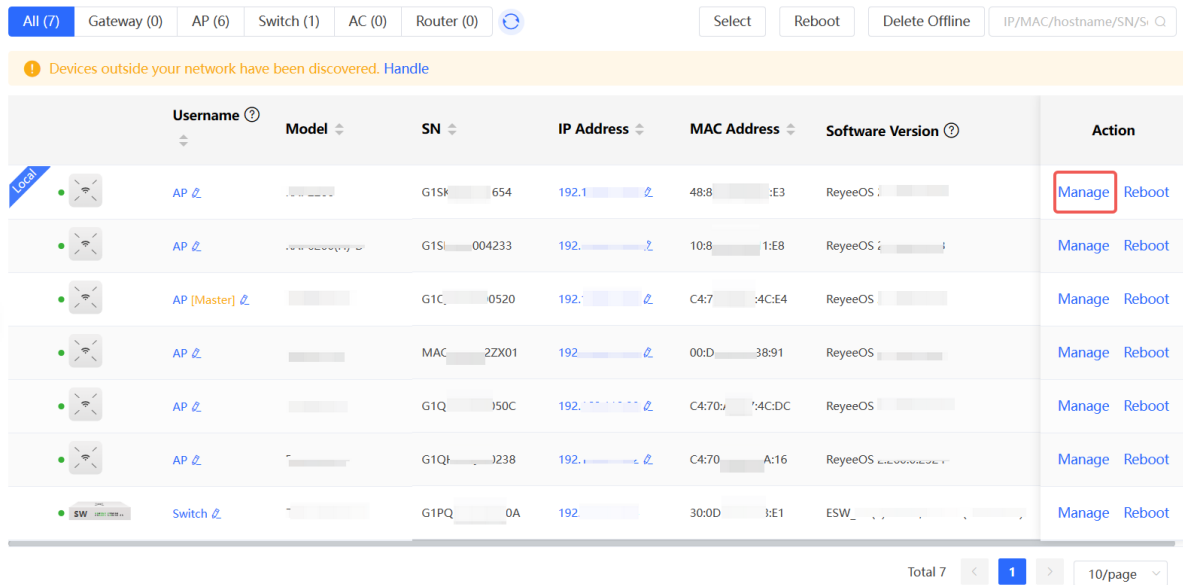 All (7) Gateway (0) AP (6) Switch (1) AC (0) Router (0) Select Reboot Delete Offline IP/MAC/hostname/SN/S
Devices outside your network have been discovered. Handle
Username Model SN IP Address MAC Address Software Version Action
Local AP G1SK 654 192.1 48:8 :E3 ReyeeOS Manage Reboot
AP G1S 004233 192. 10:8 1:E8 ReyeeOS Manage Reboot
AP [Master] G1Q 0520 192. C4:7 :4C:E4 ReyeeOS Manage Reboot
AP MAC 2ZX01 192 00:D 38:91 ReyeeOS Manage Reboot
AP G1Q 050C 192. C4:70: :4C:DC ReyeeOS Manage Reboot
AP G1Q 0238 192. C4:70 A:16 ReyeeOS Manage Reboot
SW Switch G1PQ 0A 192. 30:0D :E1 ESW_ Manage Reboot
Total 7 < 1 > 10/page